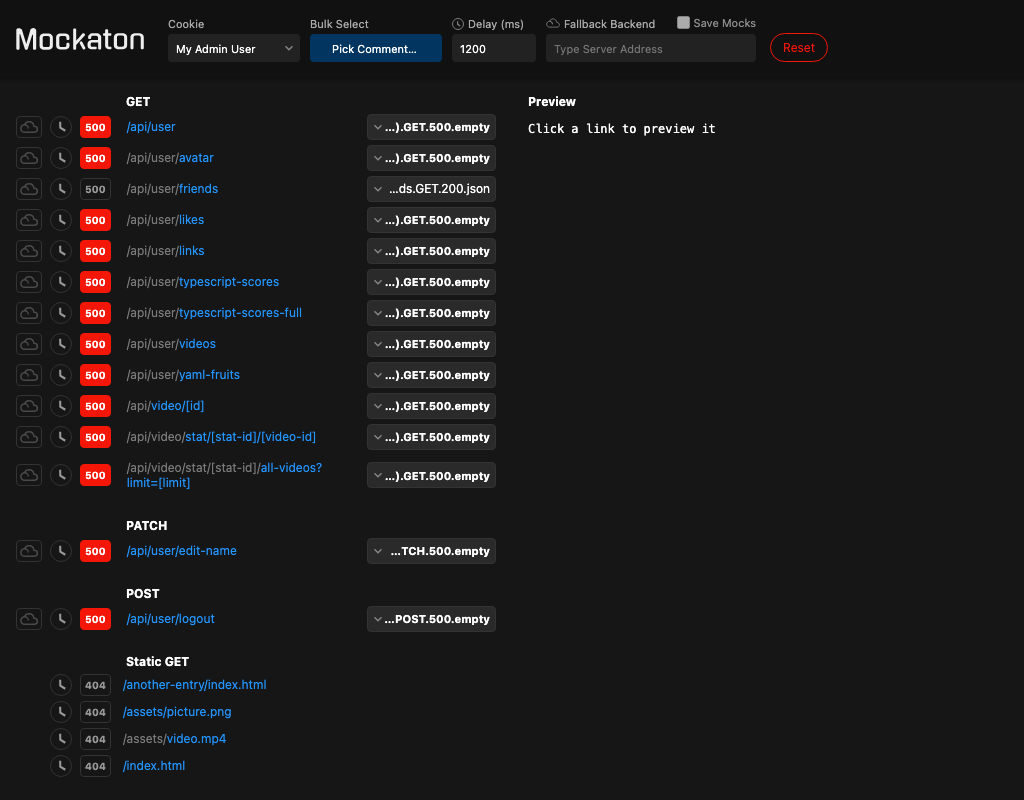 Mockaton
Cookie
My Admin User
Bulk Select
Pick Comment…
Delay (ms)
1200
Fallback Backend
Save Mocks
Type Server Address
Reset
GET
500 /api/user …).GET.500.empty
500 /api/user/avatar …).GET.500.empty
500 /api/user/friends …ds.GET.200.json
500 /api/user/likes …).GET.500.empty
500 /api/user/links …).GET.500.empty
500 /api/user/typescript-scores …).GET.500.empty
500 /api/user/typescript-scores-full …).GET.500.empty
500 /api/user/videos …).GET.500.empty
500 /api/user/yaml-fruits …).GET.500.empty
500 /api/video/[id] …).GET.500.empty
500 /api/video/stat/[stat-id]/[video-id] …).GET.500.empty
500 /api/video/stat/[stat-id]/all-videos? …).GET.500.empty
limit=[limit]
PATCH
500 /api/user/edit-name …TCH.500.empty
POST
500 /api/user/logout …POST.500.empty
Static GET
404 /another-entry/index.html
404 /assets/picture.png
404 /assets/video.mp4
404 /index.html
Preview
Click a link to preview it